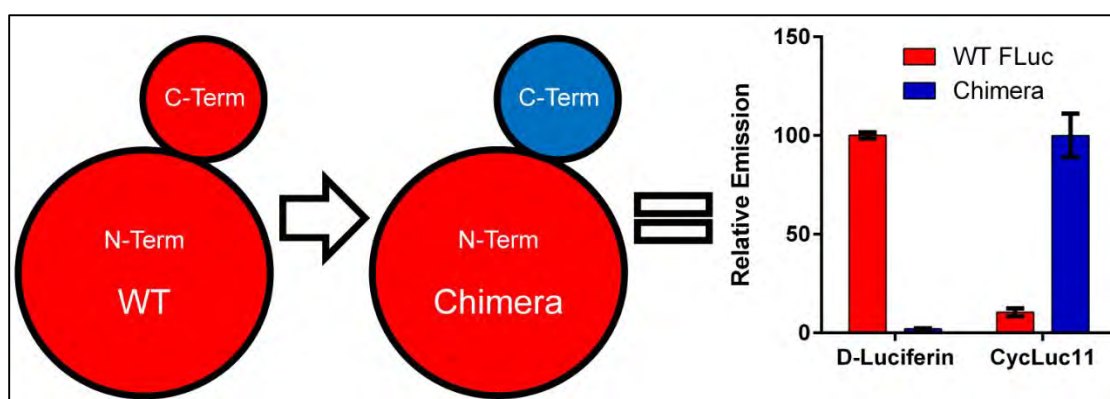 C-Term
N-Term
WT
C-Term
N-Term
Chimera
Relative Emission
150
100
50
0
WT FLuc
Chimera
D-Luciferin
CycLuc11